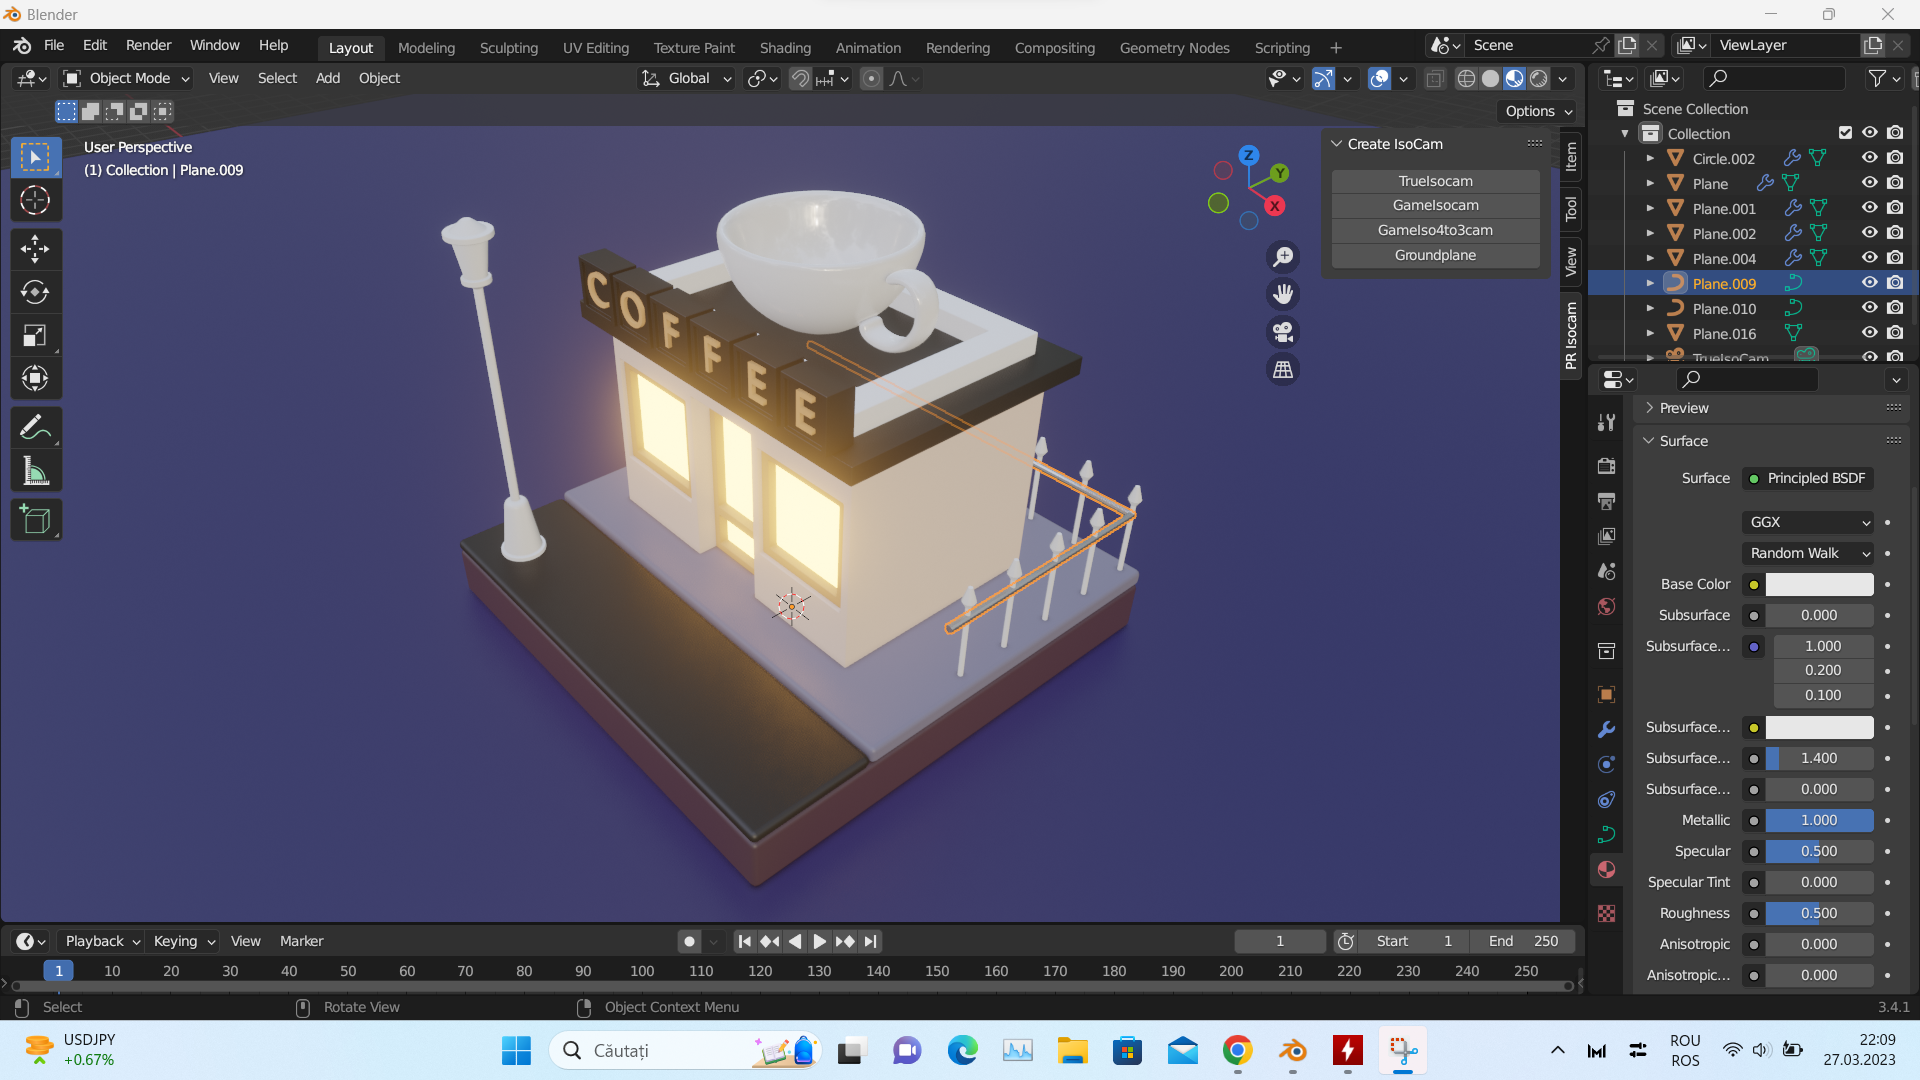 Blender
File Edit Render Window Help
Layout Modeling Sculpting UV Editing Texture Paint Shading Animation Rendering Compositing Geometry Nodes Scripting
Scene
ViewLayer
Object Mode View Select Add Object
Global
Options
User Perspective
(1) Collection | Plane.009
Z
Y
X
Create IsoCam
TrueIsocam
GameIsocam
GameIso4to3cam
Groundplane
Item
Tool
View
PR Isocam
COFFEE
Scene Collection
Collection
Circle.002
Plane
Plane.001
Plane.002
Plane.004
Plane.009
Plane.010
Plane.016
TrueIsoCam
Preview
Surface
Surface Principled BSDF
GGX
Random Walk
Base Color
Subsurface 0.000
Subsurface... 1.000
0.200
0.100
Subsurface...
Subsurface... 1.400
Subsurface... 0.000
Metallic 1.000
Specular 0.500
Specular Tint 0.000
Roughness 0.500
Anisotropic 0.000
Anisotropic... 0.000
Playback Keying View Marker
1
Start 1 End 250
1 10 20 30 40 50 60 70 80 90 100 110 120 130 140 150 160 170 180 190 200 210 220 230 240 250
Select Rotate View Object Context Menu
3.4.1
USDJPY
+0.67%
Căutați
ROU
ROS
22:09
27.03.2023